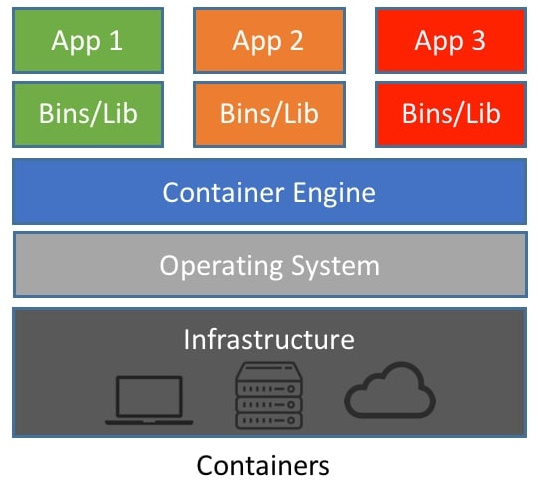 App 1
App 2
App 3
Bins/Lib
Bins/Lib
Bins/Lib
Container Engine
Operating System
Infrastructure
Containers